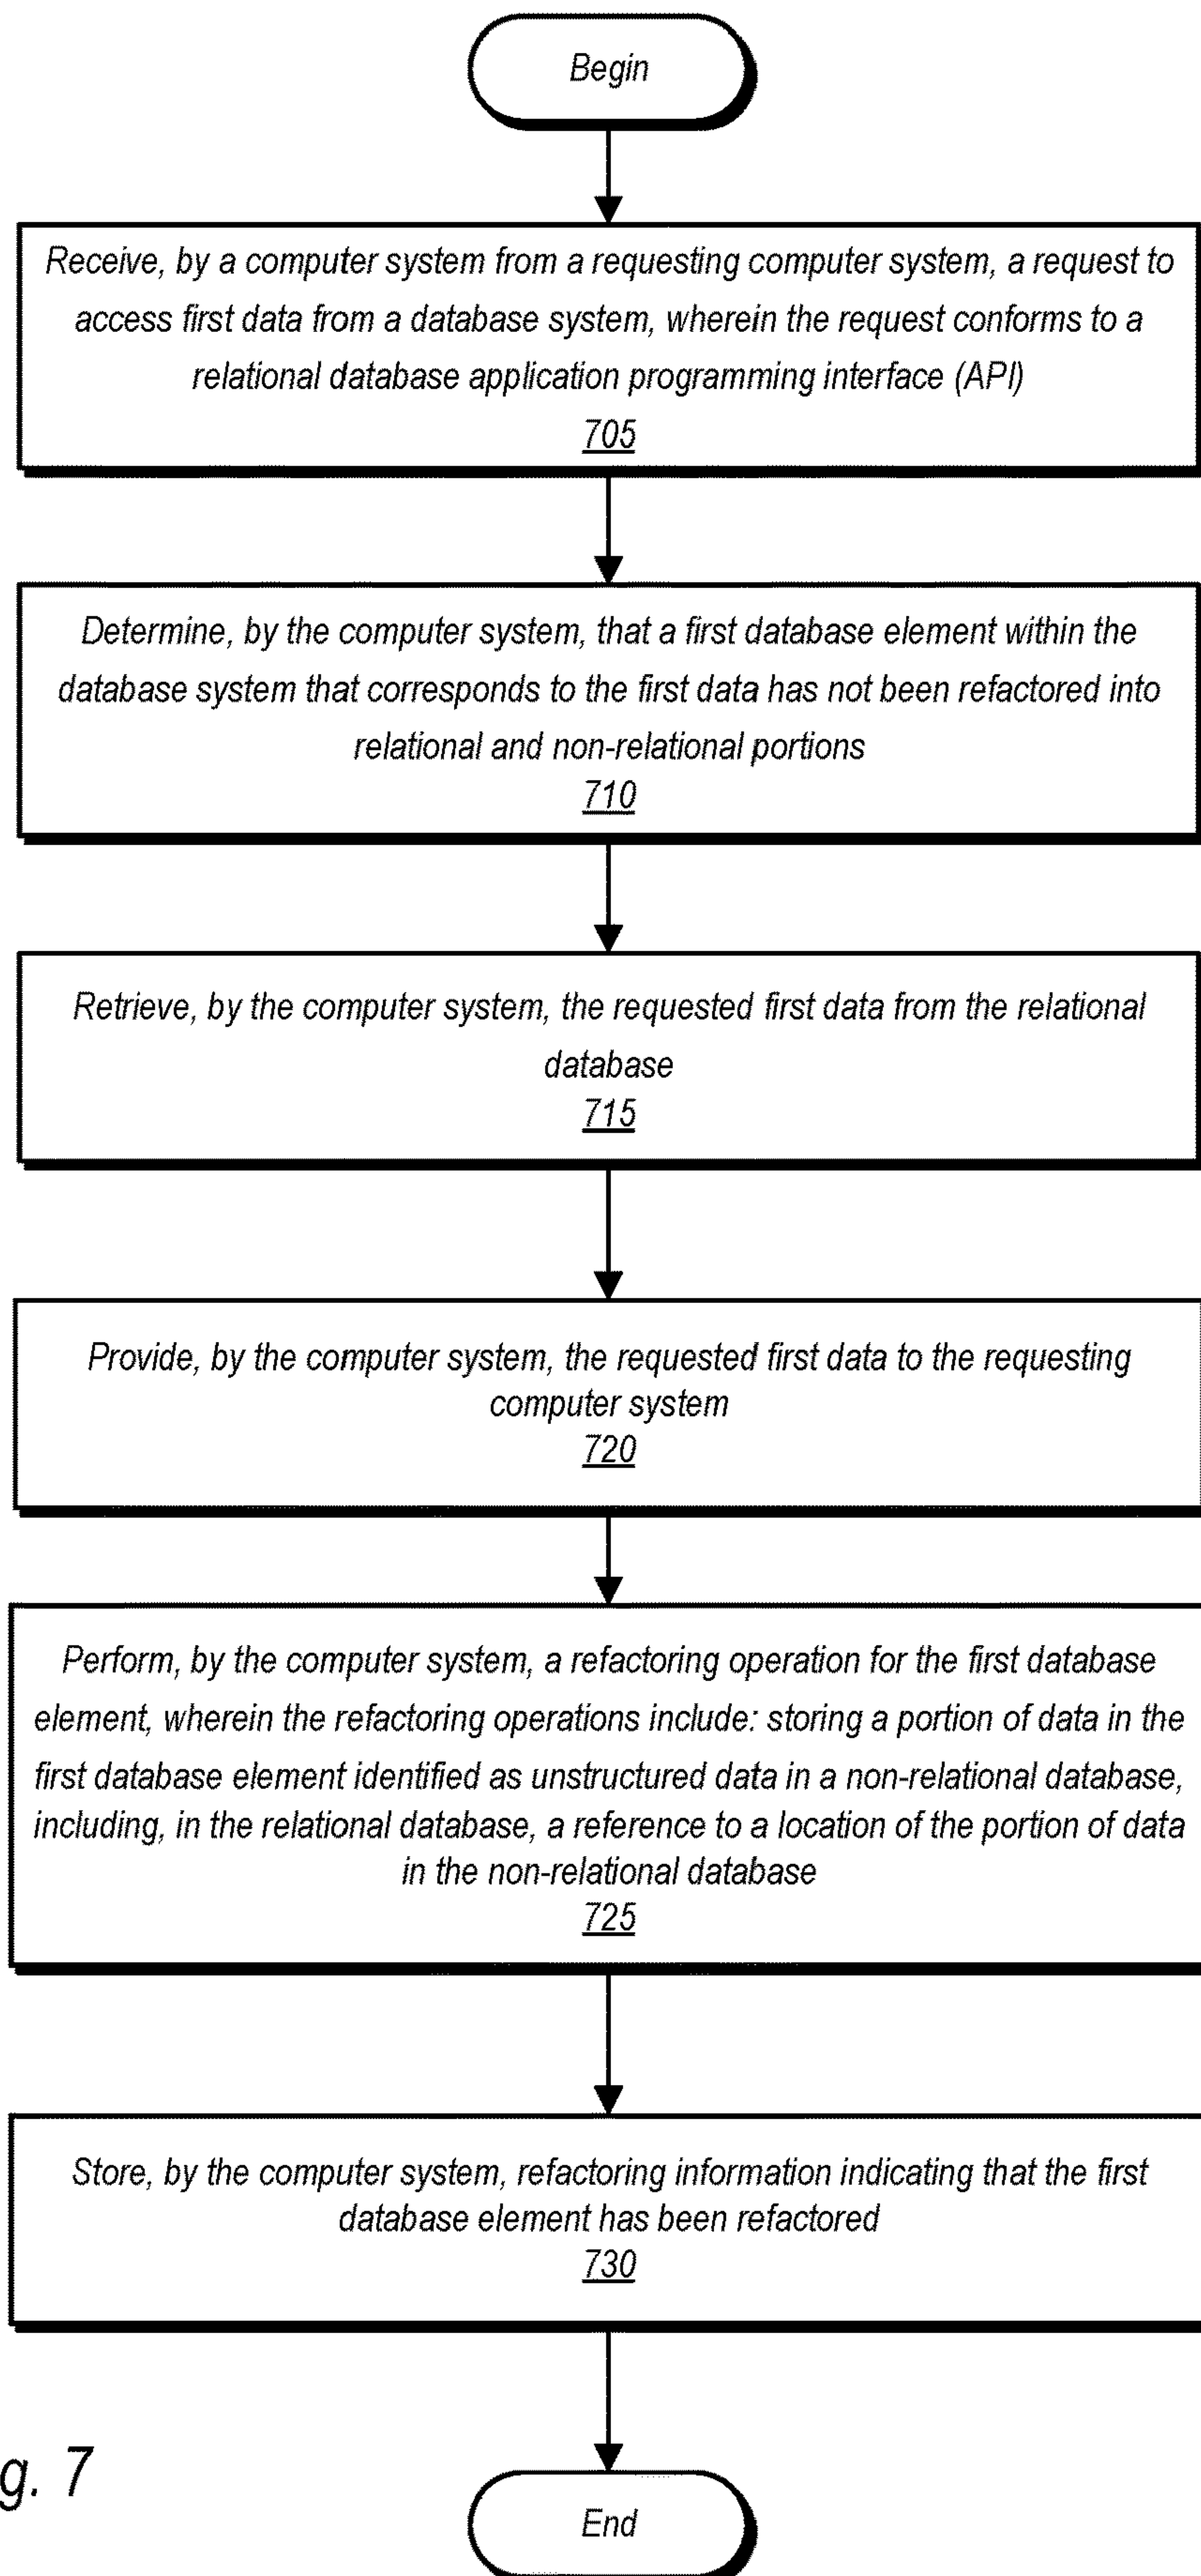 Begin
Receive, by a computer system from a requesting computer system, a request to
access first data from a database system, wherein the request conforms to a
relational database application programming interface (API)
705
Determine, by the computer system, that a first database element within the
database system that corresponds to the first data has not been refactored into
relational and non-relational portions
710
Retrieve, by the computer system, the requested first data from the relational
database
715
Provide, by the computer system, the requested first data to the requesting
computer system
720
Perform, by the computer system, a refactoring operation for the first database
element, wherein the refactoring operations include: storing a portion of data in the
first database element identified as unstructured data in a non-relational database,
including, in the relational database, a reference to a location of the portion of data
in the non-relational database
725
Store, by the computer system, refactoring information indicating that the first
database element has been refactored
730
g. 7
End